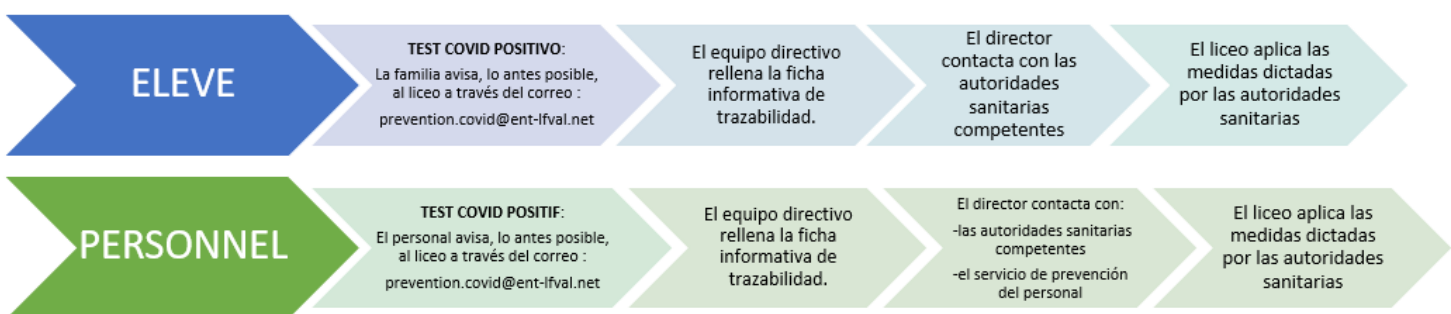 ELEVE
TEST COVID POSITIVO:
La familia avisa, lo antes posible,
al liceo a través del correo :
prevention.covid@ent-lfval.net
El equipo directivo
rellena la ficha
informativa de
trazabilidad.
El director
contacta con las
autoridades
sanitarias
competentes
El liceo aplica las
medidas dictadas
por las autoridades
sanitarias
PERSONNEL
TEST COVID POSITIF:
El personal avisa, lo antes posible,
al liceo a través del correo :
prevention.covid@ent-lfval.net
El equipo directivo
rellena la ficha
informativa de
trazabilidad.
El director contacta con:
-las autoridades sanitarias
competentes
-el servicio de prevención
del personal
El liceo aplica las
medidas dictadas
por las autoridades
sanitarias